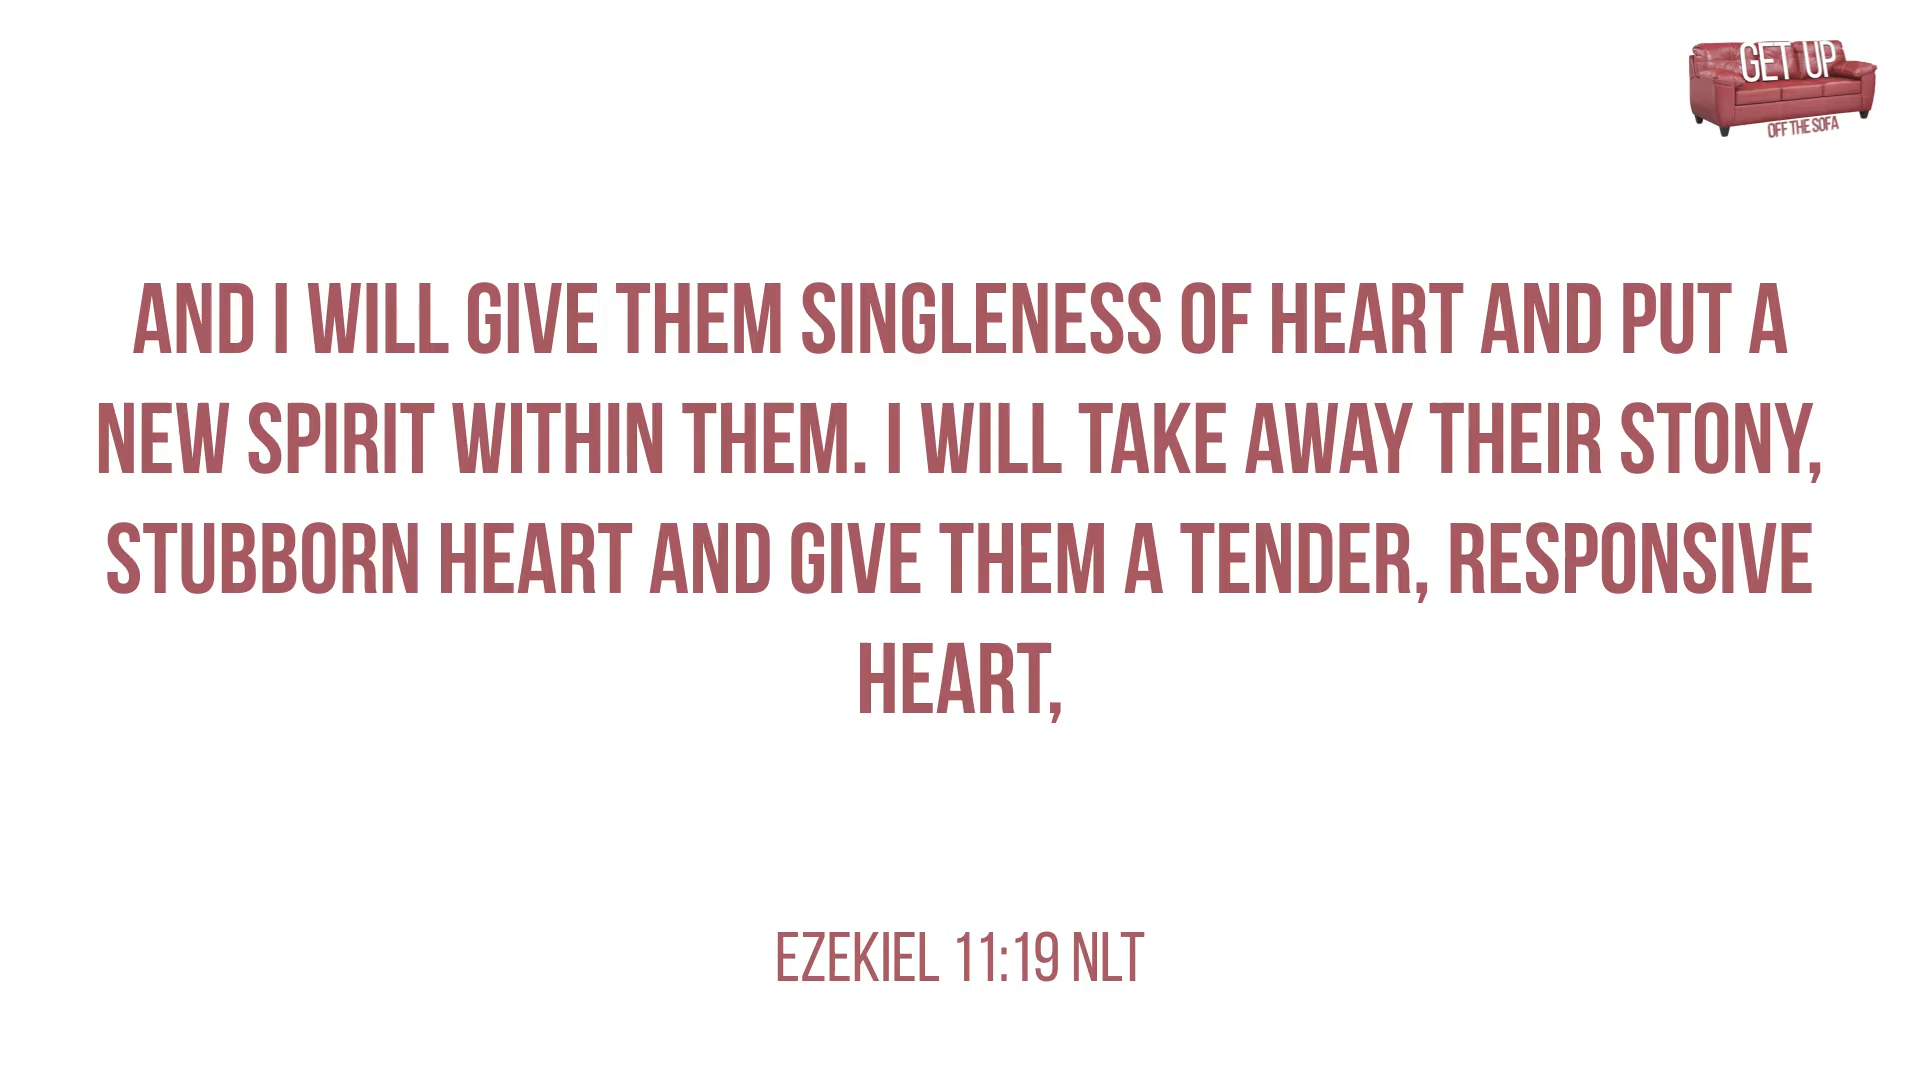 GET UP
OFF THE SOFA
AND I WILL GIVE THEM SINGLENESS OF HEART AND PUT A
NEW SPIRIT WITHIN THEM. I WILL TAKE AWAY THEIR STONY,
STUBBORN HEART AND GIVE THEM A TENDER, RESPONSIVE
HEART,
EZEKIEL 11:19 NLT